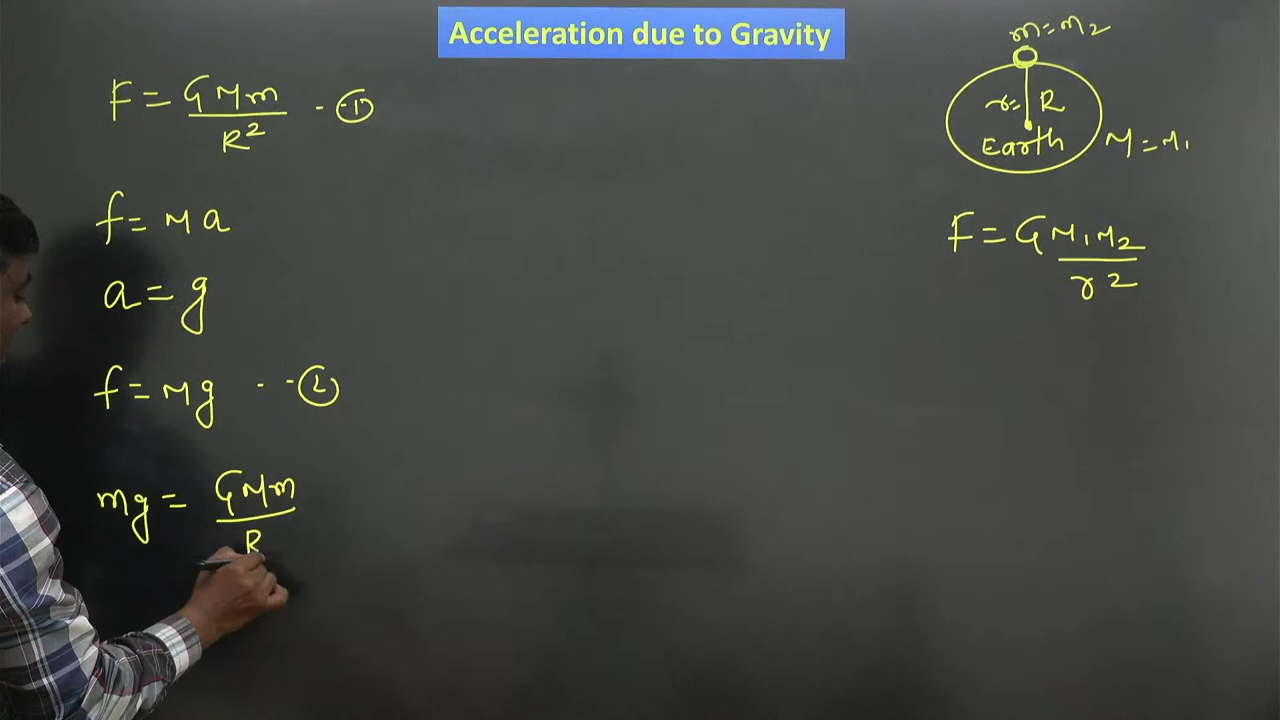 Acceleration due to Gravity
F = GMm / R² - ①
f = Ma
a = g
f = Mg - - ②
mg = GMm / R
m = M₂
r = R
Earth
M = M₁
F = G M₁M₂ / r²